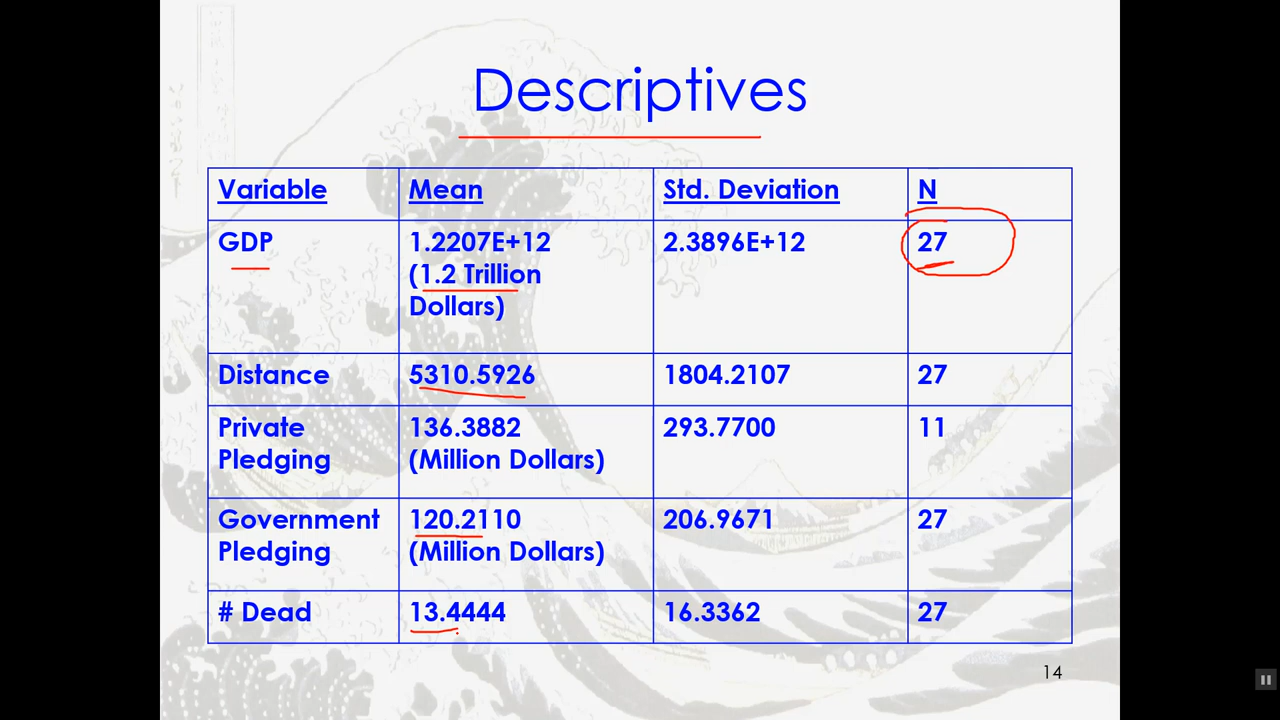 Descriptives
Variable Mean Std. Deviation N
GDP 1.2207E+12 2.3896E+12 27
(1.2 Trillion
Dollars)
Distance 5310.5926 1804.2107 27
Private 136.3882 293.7700 11
Pledging (Million Dollars)
Government 120.2110 206.9671 27
Pledging (Million Dollars)
# Dead 13.4444 16.3362 27
14